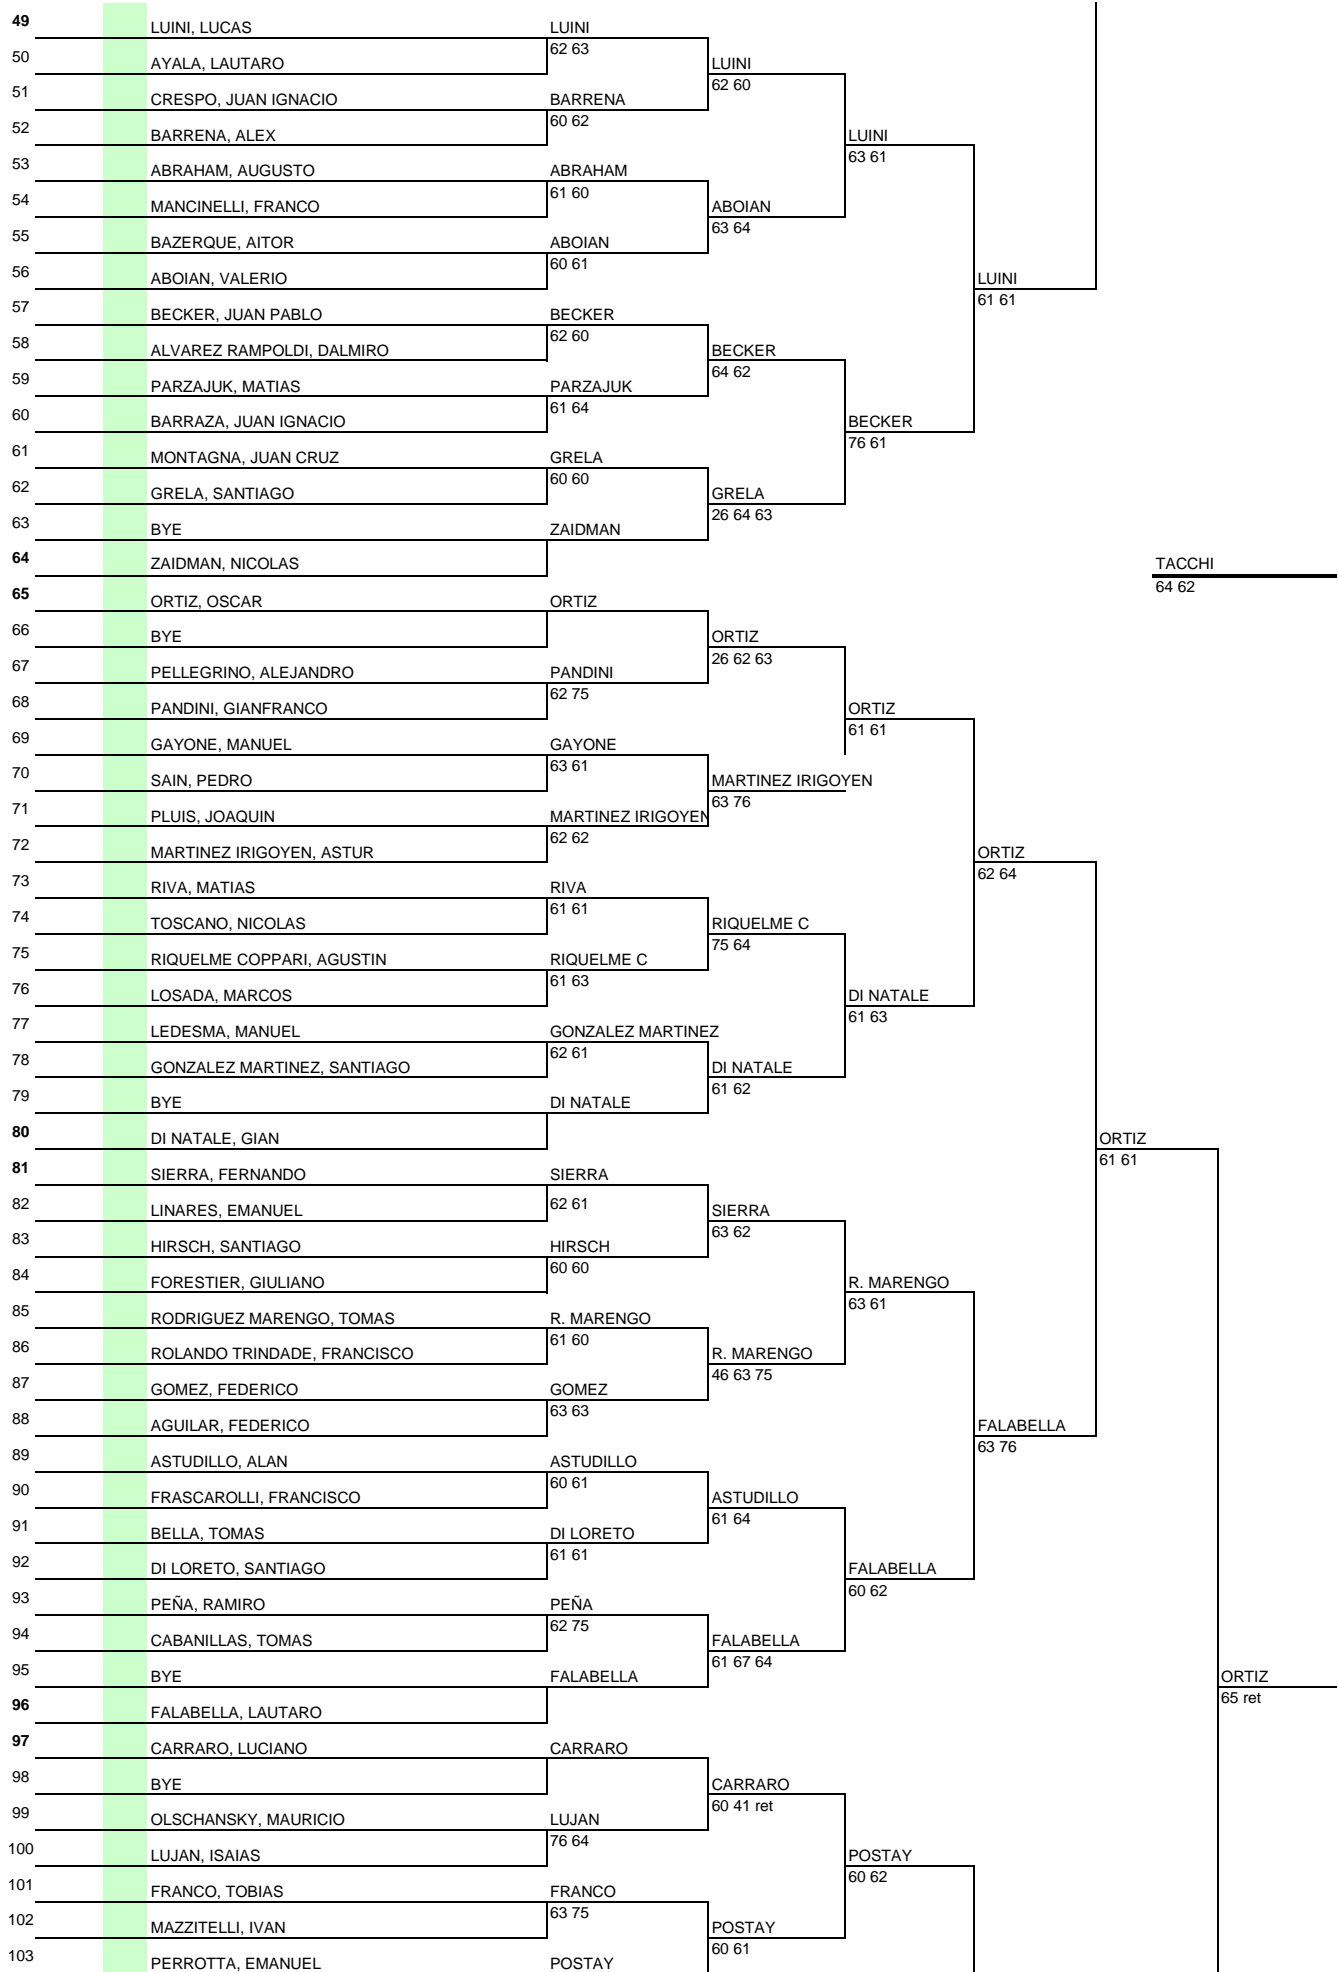 49 LUINI, LUCAS LUINI
62 63
50 AYALA, LAUTARO LUINI
62 60
51 CRESPO, JUAN IGNACIO BARRENA
60 62
52 BARRENA, ALEX LUINI
63 61
53 ABRAHAM, AUGUSTO ABRAHAM
61 60
54 MANCINELLI, FRANCO ABOIAN
63 64
55 BAZERQUE, AITOR ABOIAN
60 61
56 ABOIAN, VALERIO LUINI
61 61
57 BECKER, JUAN PABLO BECKER
62 60
58 ALVAREZ RAMPOLDI, DALMIRO BECKER
64 62
59 PARZAJUK, MATIAS PARZAJUK
61 64
60 BARRAZA, JUAN IGNACIO BECKER
76 61
61 MONTAGNA, JUAN CRUZ GRELA
60 60
62 GRELA, SANTIAGO GRELA
26 64 63
63 BYE ZAIDMAN
64 ZAIDMAN, NICOLAS TACCHI
64 62
65 ORTIZ, OSCAR ORTIZ
66 BYE ORTIZ
26 62 63
67 PELLEGRINO, ALEJANDRO PANDINI
62 75
68 PANDINI, GIANFRANCO ORTIZ
61 61
69 GAYONE, MANUEL GAYONE
63 61
70 SAIN, PEDRO MARTINEZ IRIGOYEN
63 76
71 PLUIS, JOAQUIN MARTINEZ IRIGOYEN
62 62
72 MARTINEZ IRIGOYEN, ASTUR ORTIZ
62 64
73 RIVA, MATIAS RIVA
61 61
74 TOSCANO, NICOLAS RIQUELME C
75 64
75 RIQUELME COPPARI, AGUSTIN RIQUELME C
61 63
76 LOSADA, MARCOS DI NATALE
61 63
77 LEDESMA, MANUEL GONZALEZ MARTINEZ
62 61
78 GONZALEZ MARTINEZ, SANTIAGO DI NATALE
61 62
79 BYE DI NATALE
80 DI NATALE, GIAN ORTIZ
61 61
81 SIERRA, FERNANDO SIERRA
62 61
82 LINARES, EMANUEL SIERRA
63 62
83 HIRSCH, SANTIAGO HIRSCH
60 60
84 FORESTIER, GIULIANO R. MARENGO
63 61
85 RODRIGUEZ MARENGO, TOMAS R. MARENGO
61 60
86 ROLANDO TRINDADE, FRANCISCO R. MARENGO
46 63 75
87 GOMEZ, FEDERICO GOMEZ
63 63
88 AGUILAR, FEDERICO FALABELLA
63 76
89 ASTUDILLO, ALAN ASTUDILLO
60 61
90 FRASCAROLLI, FRANCISCO ASTUDILLO
61 64
91 BELLA, TOMAS DI LORETO
61 61
92 DI LORETO, SANTIAGO FALABELLA
60 62
93 PEÑA, RAMIRO PEÑA
62 75
94 CABANILLAS, TOMAS FALABELLA
61 67 64
95 BYE FALABELLA ORTIZ
65 ret
96 FALABELLA, LAUTARO
97 CARRARO, LUCIANO CARRARO
98 BYE CARRARO
60 41 ret
99 OLSCHANSKY, MAURICIO LUJAN
76 64
100 LUJAN, ISAIAS POSTAY
60 62
101 FRANCO, TOBIAS FRANCO
63 75
102 MAZZITELLI, IVAN POSTAY
60 61
103 PERROTTA, EMANUEL POSTAY